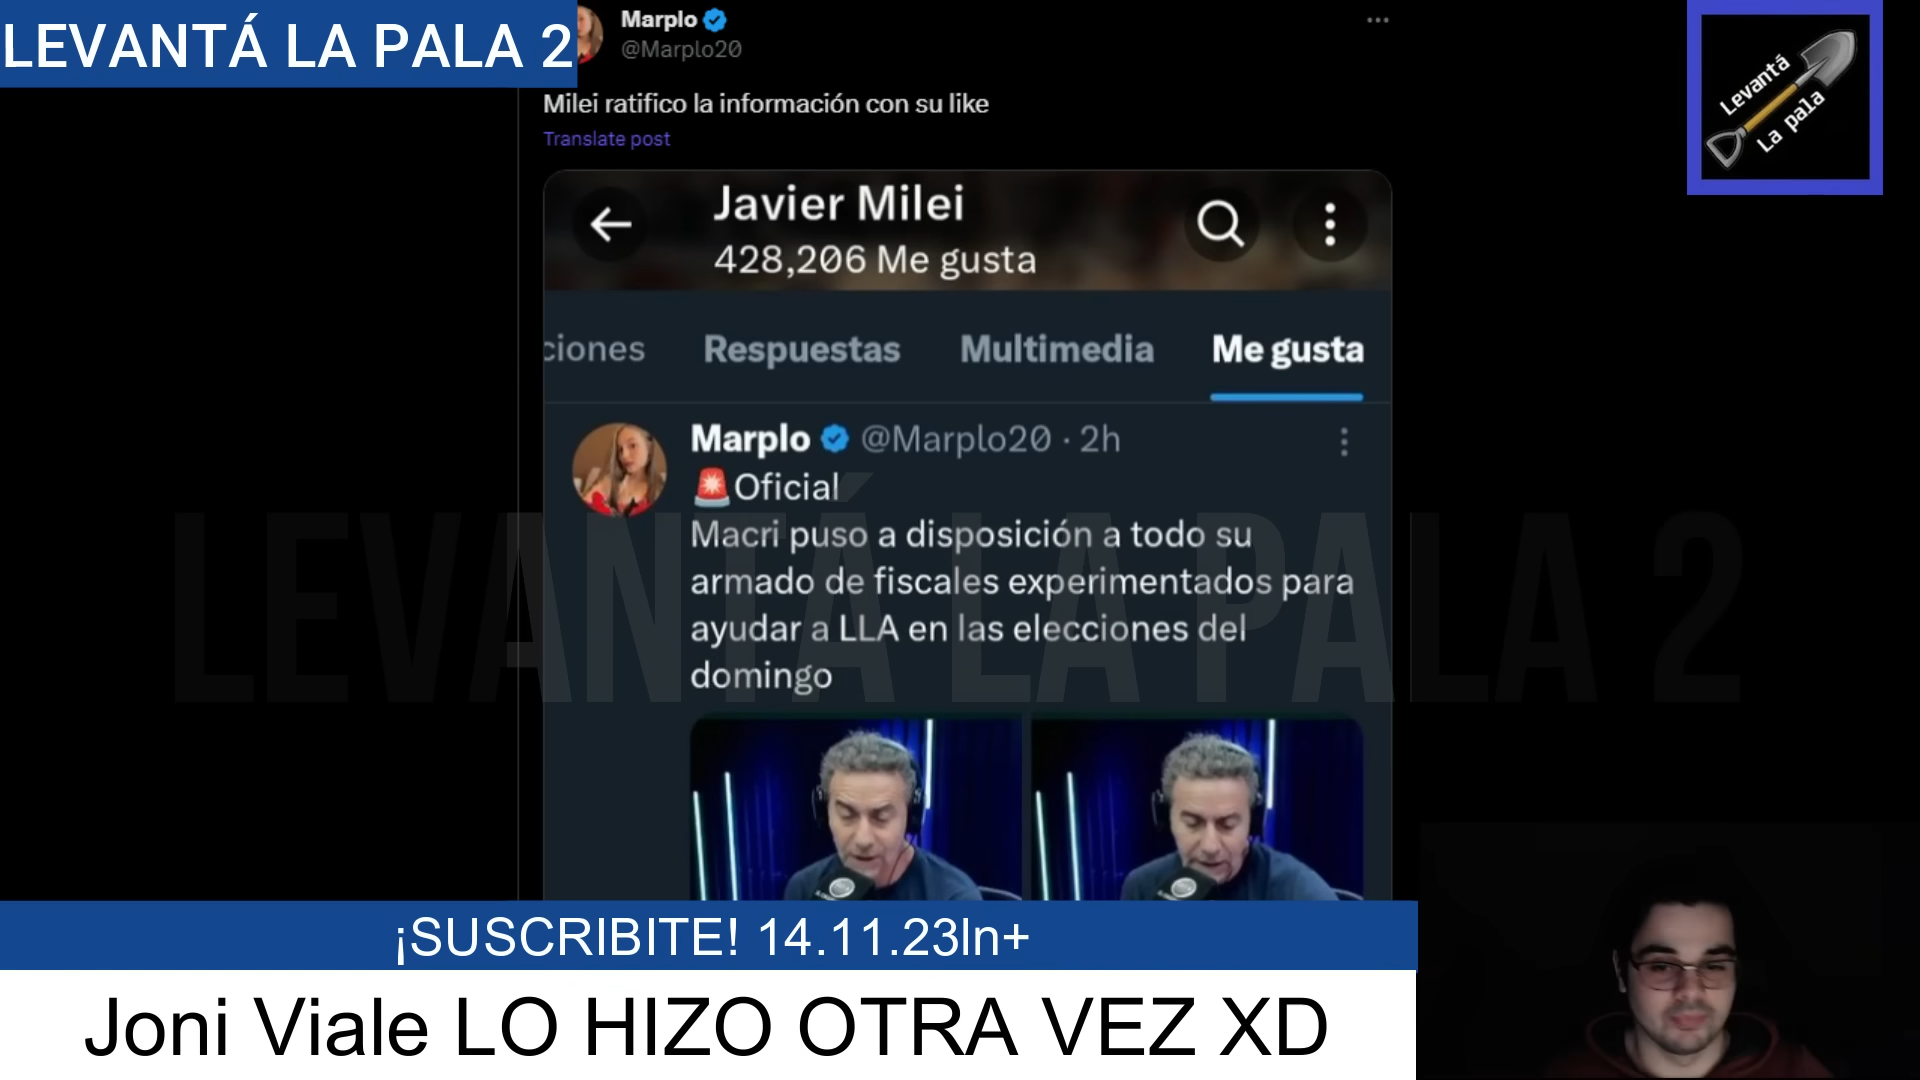 LEVANTÁ LA PALA 2
Marplo
@Marplo20
Milei ratifico la información con su like
Translate post
Levantá
La pala
Javier Milei
428,206 Me gusta
ciones Respuestas Multimedia Me gusta
Marplo @Marplo20 · 2h
🚨Oficial
Macri puso a disposición a todo su
armado de fiscales experimentados para
ayudar a LLA en las elecciones del
domingo
LEVANTÁ LA PALA 2
¡SUSCRIBITE! 14.11.23ln+
Joni Viale LO HIZO OTRA VEZ XD